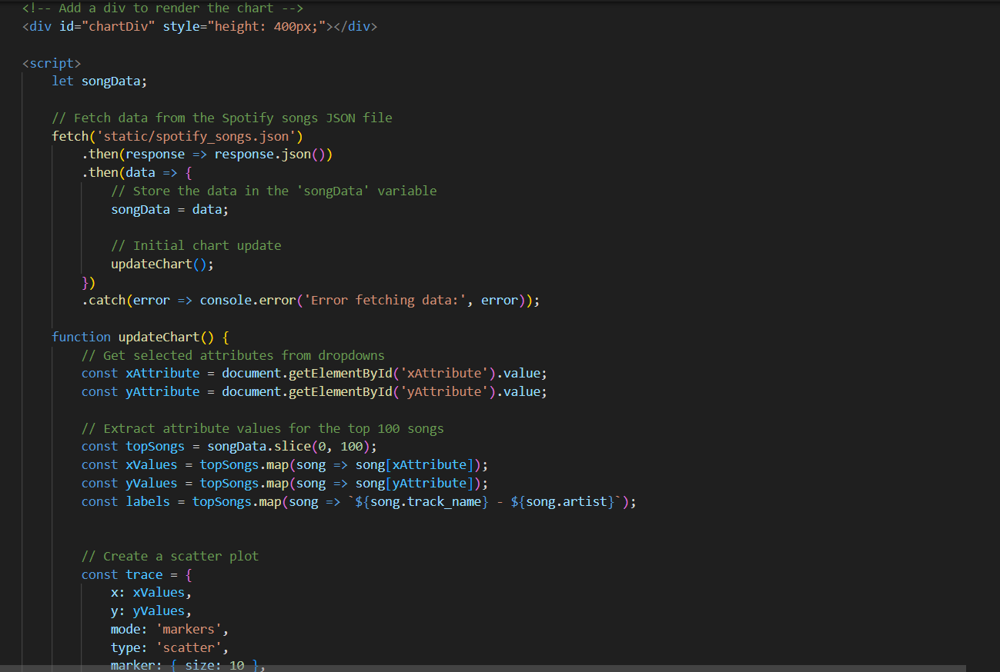 <!-- Add a div to render the chart -->
<div id="chartDiv" style="height: 400px;"></div>
<script>
let songData;
// Fetch data from the Spotify songs JSON file
fetch('static/spotify_songs.json')
.then(response => response.json())
.then(data => {
// Store the data in the 'songData' variable
songData = data;
// Initial chart update
updateChart();
})
.catch(error => console.error('Error fetching data:', error));
function updateChart() {
// Get selected attributes from dropdowns
const xAttribute = document.getElementById('xAttribute').value;
const yAttribute = document.getElementById('yAttribute').value;
// Extract attribute values for the top 100 songs
const topSongs = songData.slice(0, 100);
const xValues = topSongs.map(song => song[xAttribute]);
const yValues = topSongs.map(song => song[yAttribute]);
const labels = topSongs.map(song => `${song.track_name} - ${song.artist}`);
// Create a scatter plot
const trace = {
x: xValues,
y: yValues,
mode: 'markers',
type: 'scatter',
marker: { size: 10 },